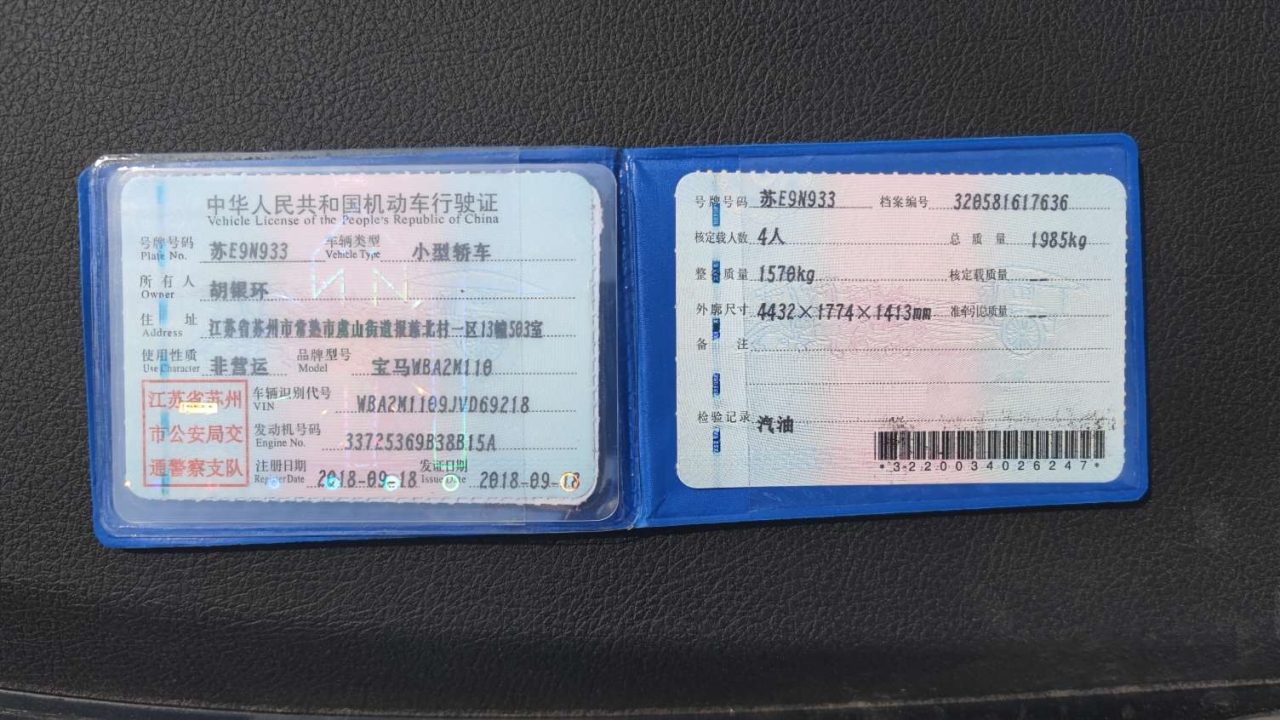 中华人民共和国机动车行驶证
Vehicle License of the People's Republic of China
号牌号码 苏E9N933 车辆类型 小型轿车
Plate No. Vehicle Type
所有人 胡银环
Owner
住址 江苏省苏州市常熟市虞山街道报慈北村一区13幢503室
Address
使用性质 非营运 品牌型号 宝马WBA2M110
Use Character Model
江苏省苏州
市公安局交
通警察支队
车辆识别代号 WBA2M1109JVD69218
VIN
发动机号码 33725369B38B15A
Engine No.
注册日期 2018-09-18 发证日期 2018-09-18
Register Date Issue Date
号牌号码 苏E9N933 档案编号 320581617636
核定载人数 4人 总质量 1985kg
整备质量 1570kg 核定载质量 --
外廓尺寸 4432×1774×1413mm 准牵引总质量 --
备注
检验记录 汽油
*3220034026247*